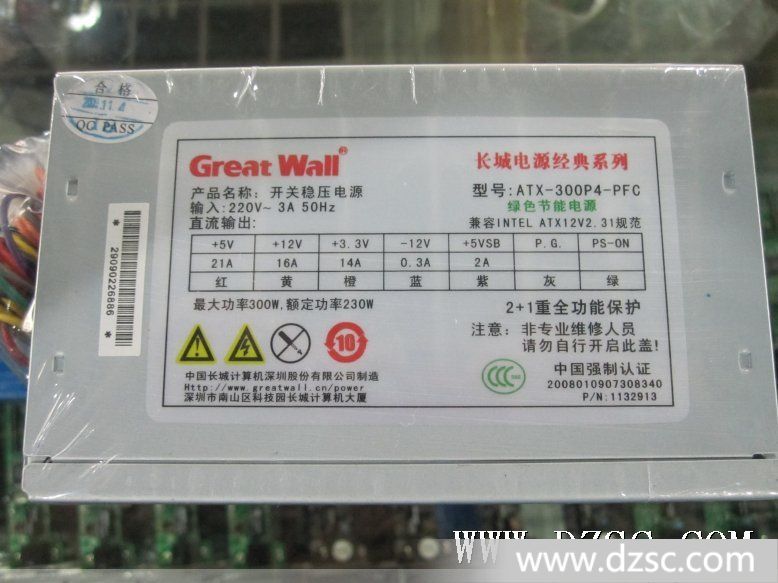 合格
11.4
QC PASS
Great Wall®
长城电源经典系列
产品名称: 开关稳压电源
型号:ATX-300P4-PFC
输入:220V~ 3A 50Hz
绿色节能电源
直流输出:
兼容INTEL ATX12V2.31规范
+5V +12V +3.3V -12V +5VSB P.G. PS-ON
21A 16A 14A 0.3A 2A
红 黄 橙 蓝 紫 灰 绿
最大功率300W,额定功率230W
2+1重全功能保护
注意: 非专业维修人员
请勿自行开启此盖!
10
中国长城计算机深圳股份有限公司制造
Http://www.greatwall.cn/power
深圳市南山区科技园长城计算机大厦
CCC
中国强制认证
2008010907308340
P/N:1132913
* 29090226886 *
WWW.DZSC.COM
www.dzsc.com